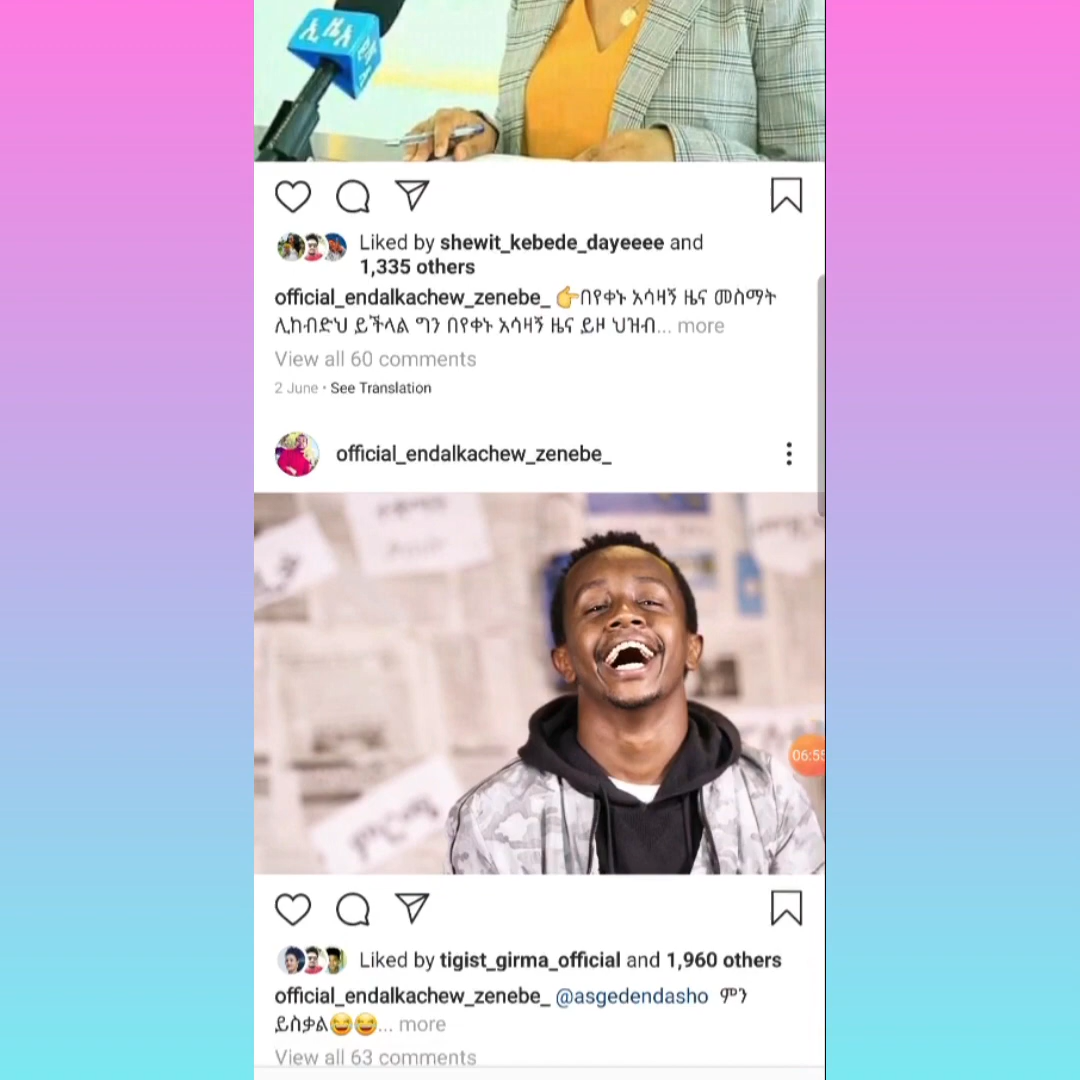 ኢ ዜ አ
Liked by shewit_kebede_dayeeee and
1,335 others
official_endalkachew_zenebe_ 👉በየቀኑ አሳዛኝ ዜና መስማት
ሊከብድህ ይችላል ግን በየቀኑ አሳዛኝ ዜና ይዞ ህዝብ... more
View all 60 comments
2 June • See Translation
official_endalkachew_zenebe_
ምርጫ
06:55
Liked by tigist_girma_official and 1,960 others
official_endalkachew_zenebe_ @asgedendasho ምን
ይስቃል😂😂... more
View all 63 comments